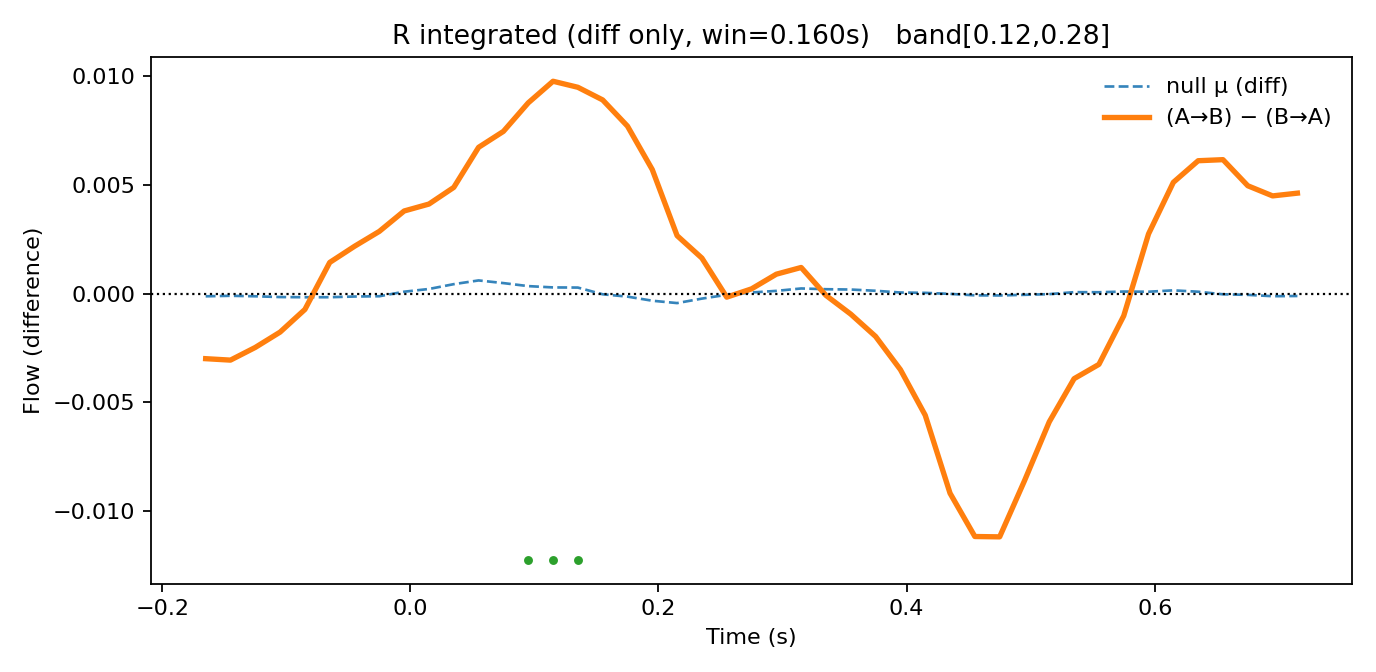 R integrated (diff only, win=0.160s)   band[0.12,0.28]
null μ (diff)
(A→B) − (B→A)
Flow (difference)
0.010
0.005
0.000
−0.005
−0.010
−0.2
0.0
0.2
0.4
0.6
Time (s)